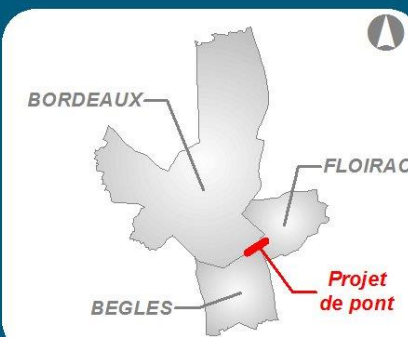 BORDEAUX
FLOIRAC
Projet
de pont
BEGLES